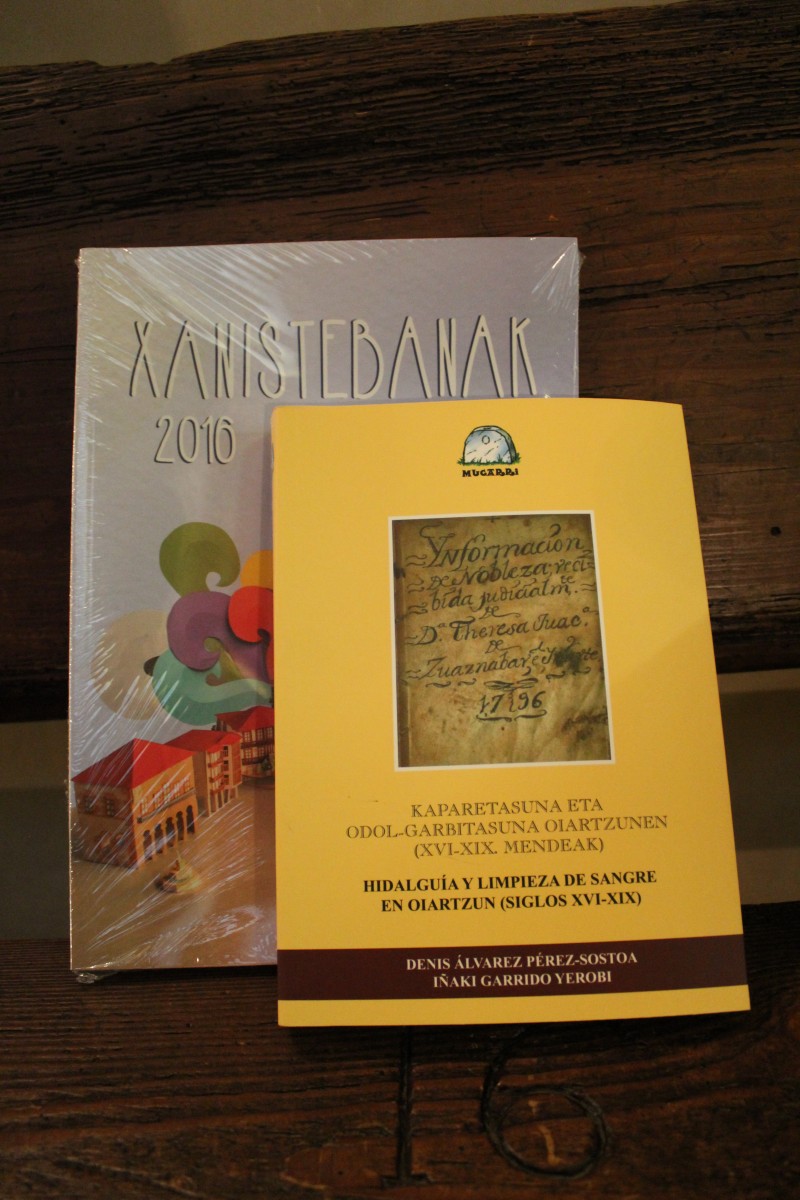 XANISTEBANAK
2016
MUGARRI
Ynformacion
de Nobleza, reci
bida judicialm.te
de
D.a Theresa Juac.a
de
Zuaznabar, e
1796
KAPARETASUNA ETA
ODOL-GARBITASUNA OIARTZUNEN
(XVI-XIX. MENDEAK)
HIDALGUÍA Y LIMPIEZA DE SANGRE
EN OIARTZUN (SIGLOS XVI-XIX)
DENIS ÁLVAREZ PÉREZ-SOSTOA
IÑAKI GARRIDO YEROBI
16